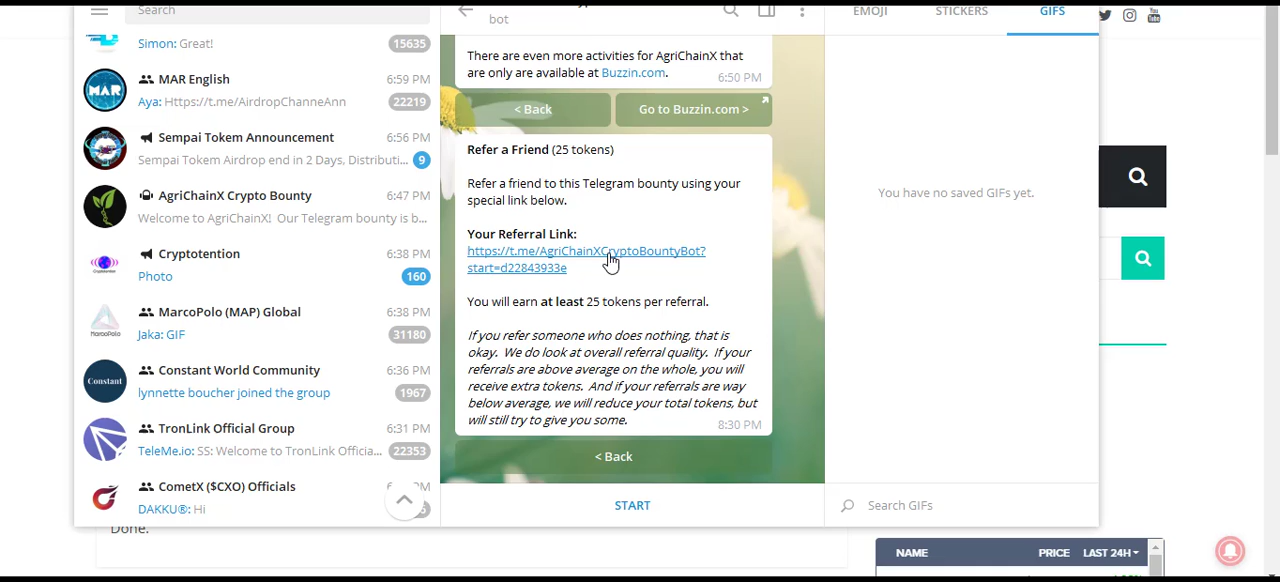 Search
Simon: Great!
15635
MAR English
6:59 PM
Aya: Https://t.me/AirdropChanneAnn
22219
Sempai Tokem Announcement
6:56 PM
Sempai Tokem Airdrop end in 2 Days, Distributi...
9
AgriChainX Crypto Bounty
6:47 PM
Welcome to AgriChainX! Our Telegram bounty is b...
Cryptotention
6:38 PM
Photo
160
MarcoPolo (MAP) Global
6:38 PM
Jaka: GIF
31180
Constant World Community
6:36 PM
lynnette boucher joined the group
1967
TronLink Official Group
6:31 PM
TeleMe.io: SS: Welcome to TronLink Officia...
22353
CometX ($CXO) Officials
DAKKU®: Hi
MAR
MarcoPolo
Constant
bot
There are even more activities for AgriChainX that
are only are available at Buzzin.com.
6:50 PM
< Back
Go to Buzzin.com >
Refer a Friend (25 tokens)
Refer a friend to this Telegram bounty using your
special link below.
Your Referral Link:
https://t.me/AgriChainXCryptoBountyBot?
start=d22843933e
You will earn at least 25 tokens per referral.
If you refer someone who does nothing, that is
okay. We do look at overall referral quality. If your
referrals are above average on the whole, you will
receive extra tokens. And if your referrals are way
below average, we will reduce your total tokens, but
will still try to give you some.
8:30 PM
< Back
START
EMOJI
STICKERS
GIFS
You have no saved GIFs yet.
Search GIFs
Done.
NAME
PRICE
LAST 24H